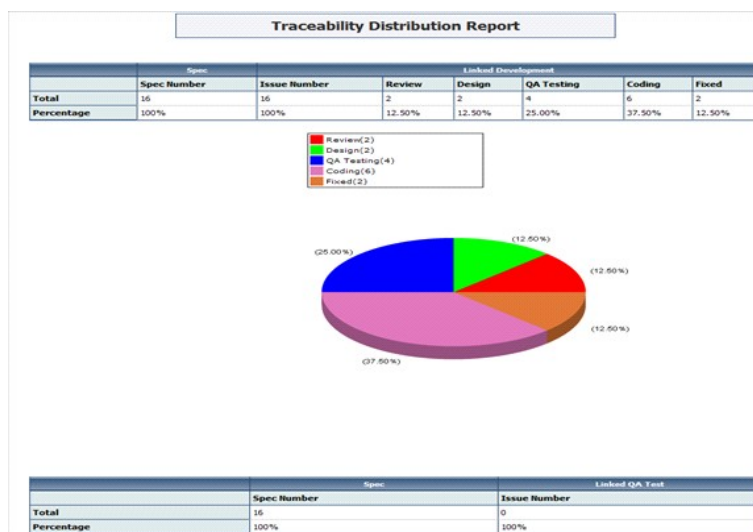 Traceability Distribution Report
Spec Linked Development
Spec Number Issue Number Review Design QA Testing Coding Fixed
Total 16 16 2 2 4 6 2
Percentage 100% 100% 12.50% 12.50% 25.00% 37.50% 12.50%
Review(2)
Design(2)
QA Testing(4)
Coding(6)
Fixed(2)
(12.50%)
(25.00%)
(12.50%)
(12.50%)
(37.50%)
Spec Linked QA Test
Spec Number Issue Number
Total 16 0
Percentage 100% 100%